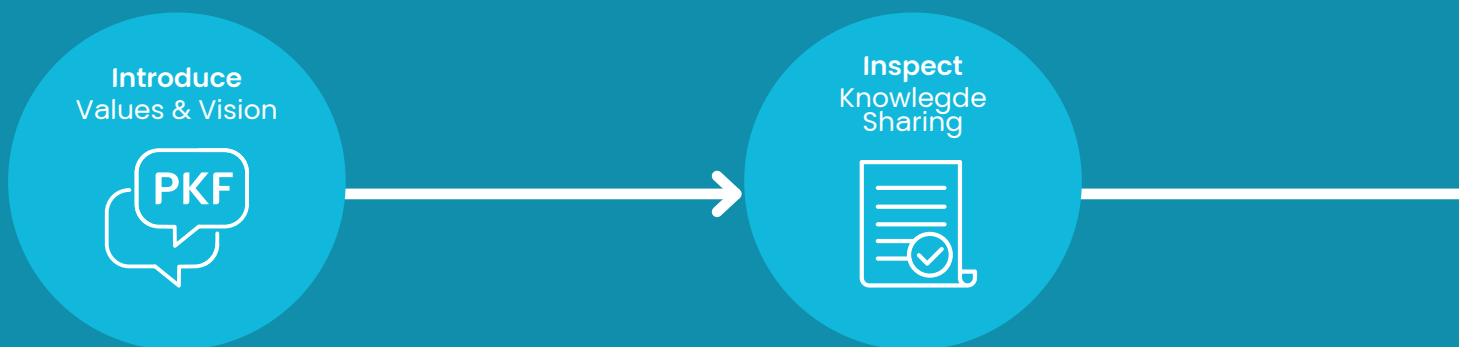 Introduce
Values & Vision
PKF
Inspect
Knowlegde
Sharing